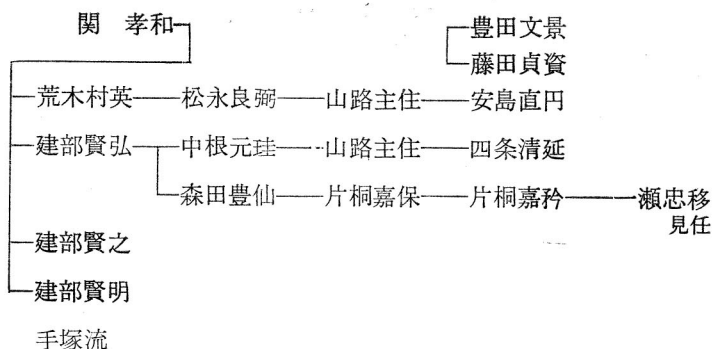 関 孝和
豊田文景
藤田貞資
荒木村英 松永良弼 山路主住 安島直円
建部賢弘 中根元珪 山路主住 四条清延
森田豊仙 片桐嘉保 片桐嘉矜 瀬忠移
見任
建部賢之
建部賢明
手塚流